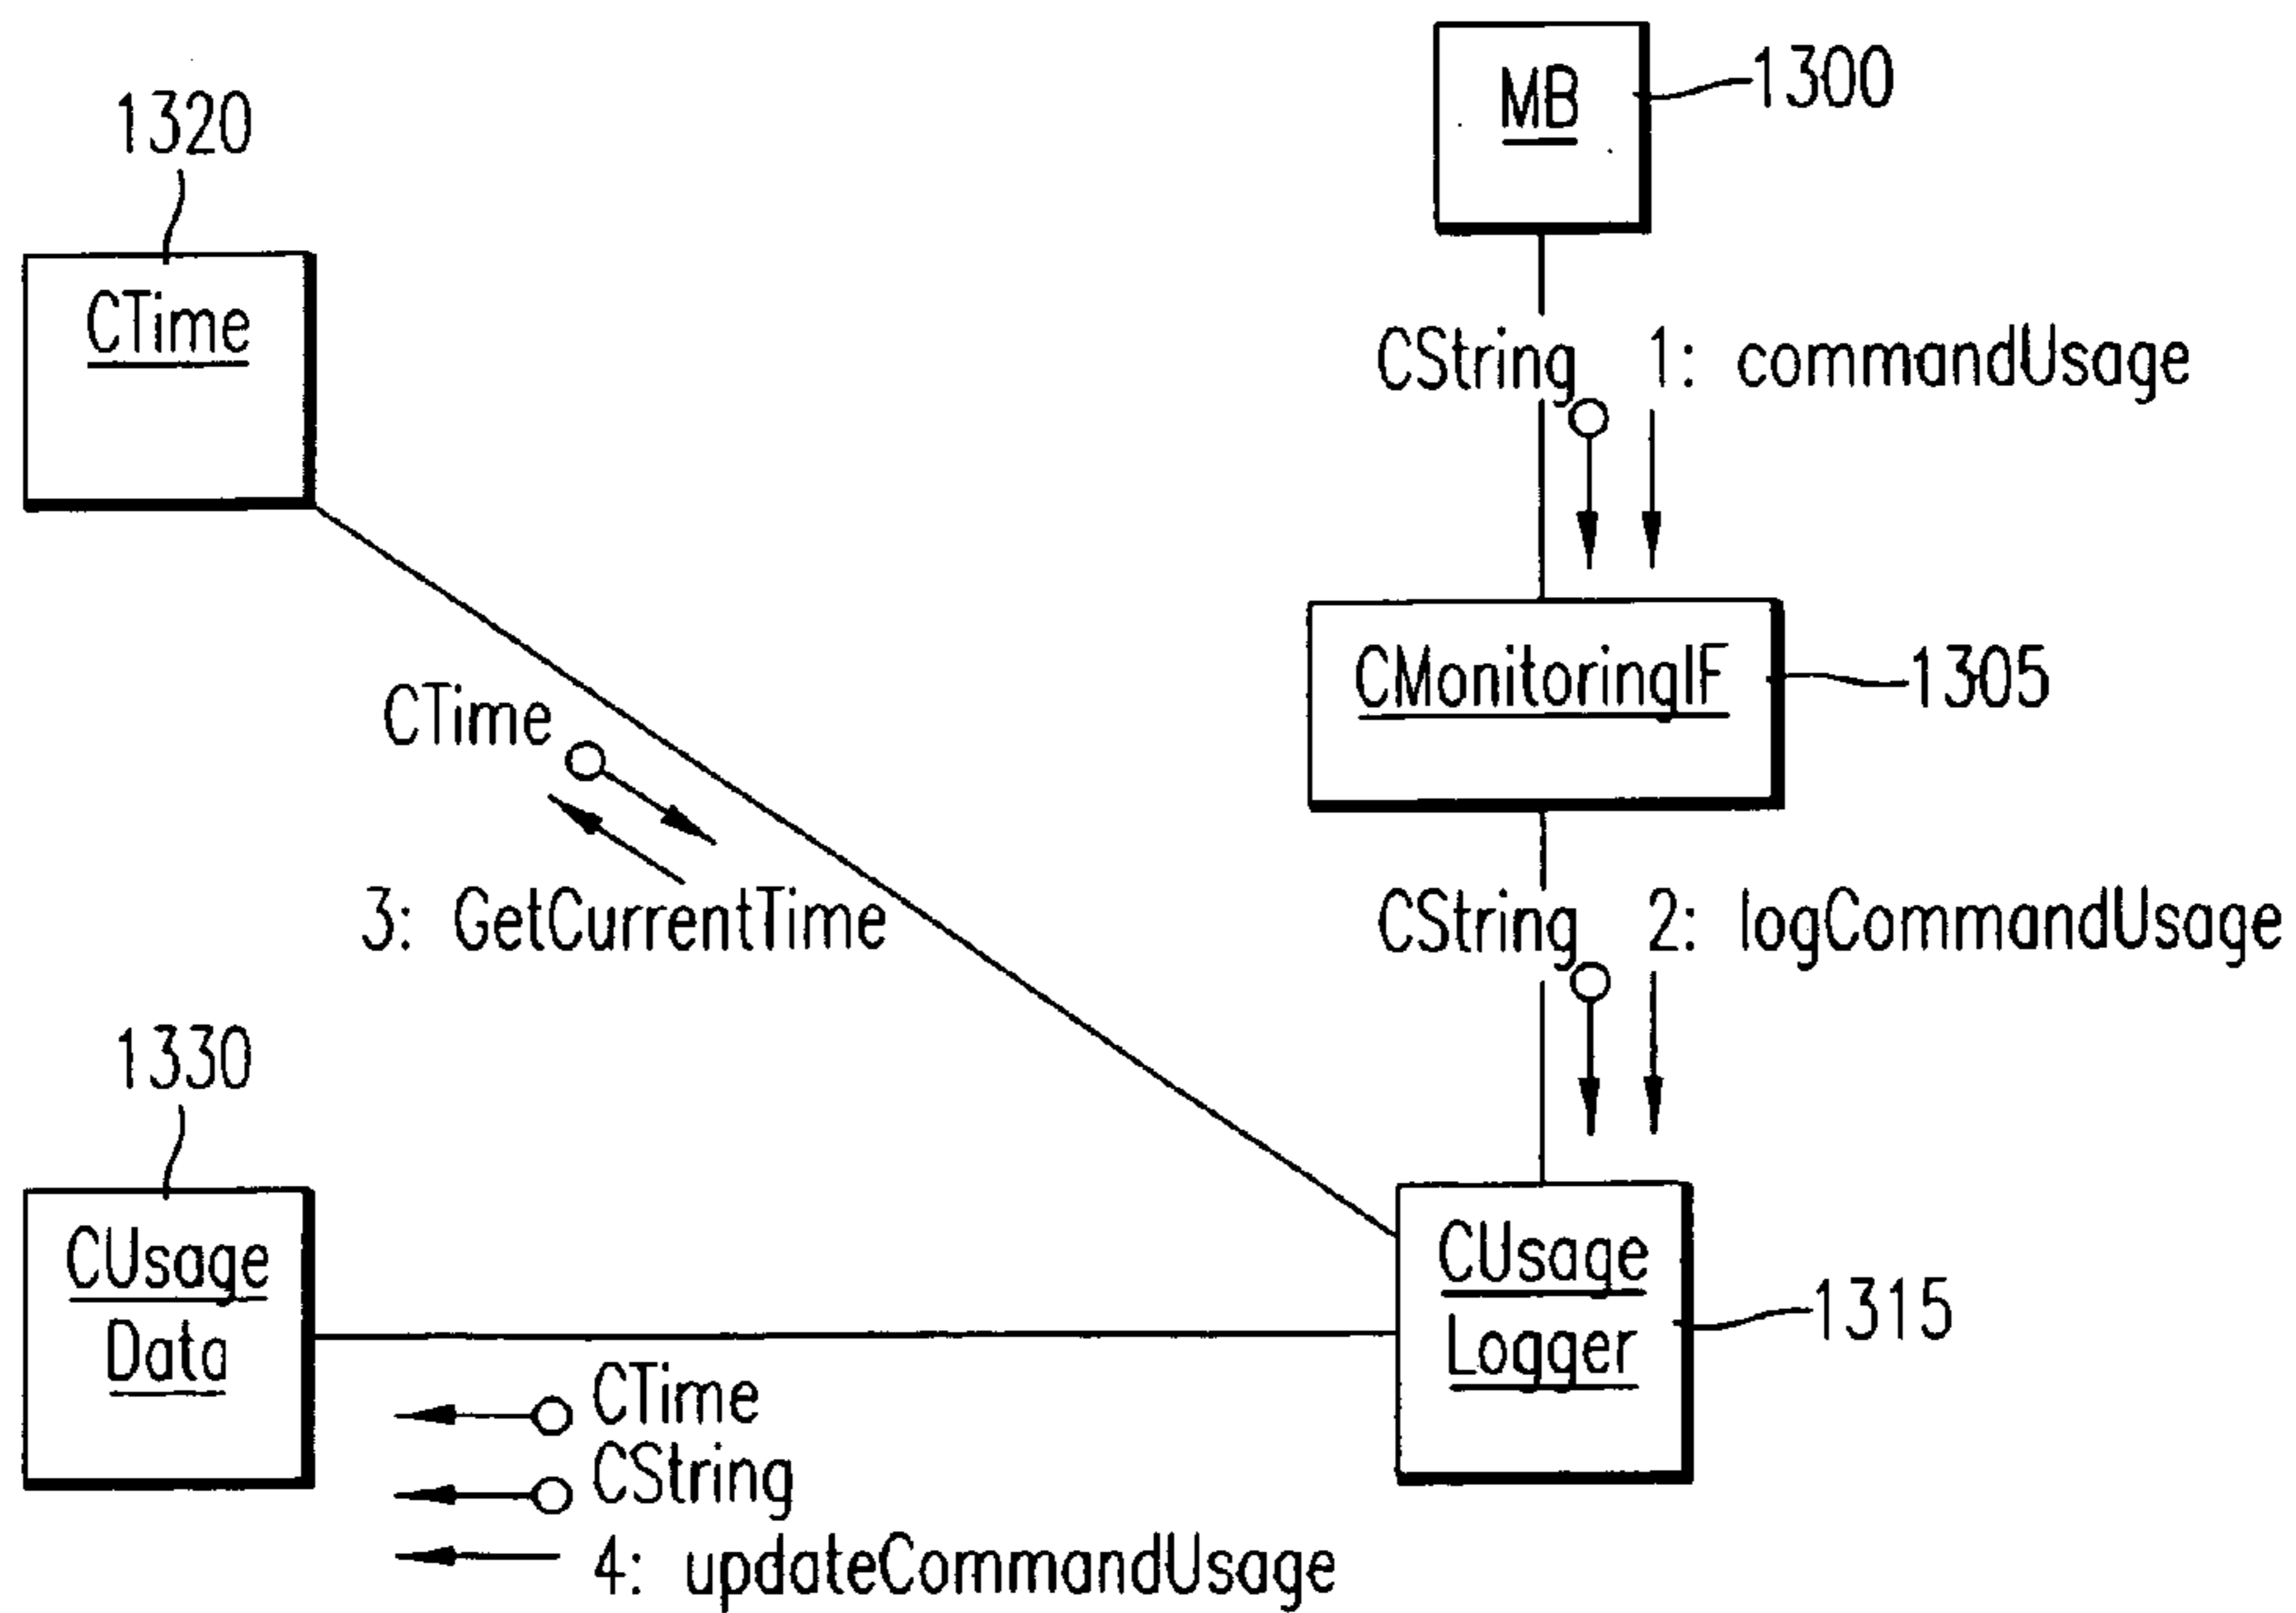 MB
1300
1320
CTime
CString 1: commandUsage
CMonitoringIF
1305
CTime
3: GetCurrentTime
CString 2: logCommandUsage
1330
CUsage
Data
CUsage
Logger
1315
CTime
CString
4: updateCommandUsage